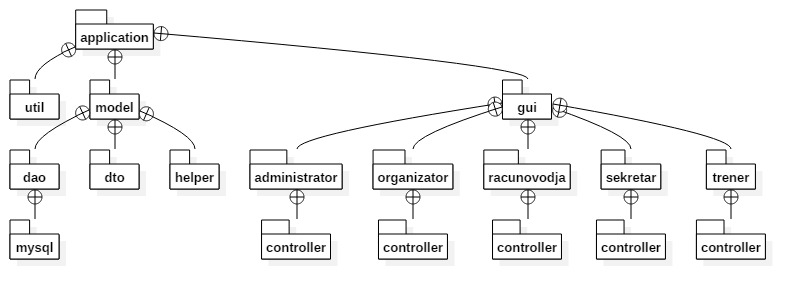 application
util
model
gui
dao
dto
helper
administrator
organizator
racunovodja
sekretar
trener
mysql
controller
controller
controller
controller
controller